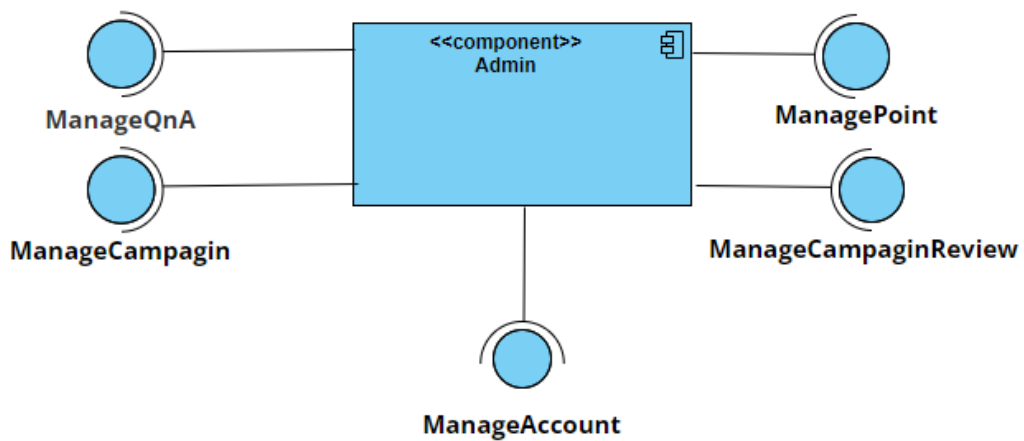 <<component>>
Admin
ManageQnA
ManagePoint
ManageCampagin
ManageCampaginReview
ManageAccount